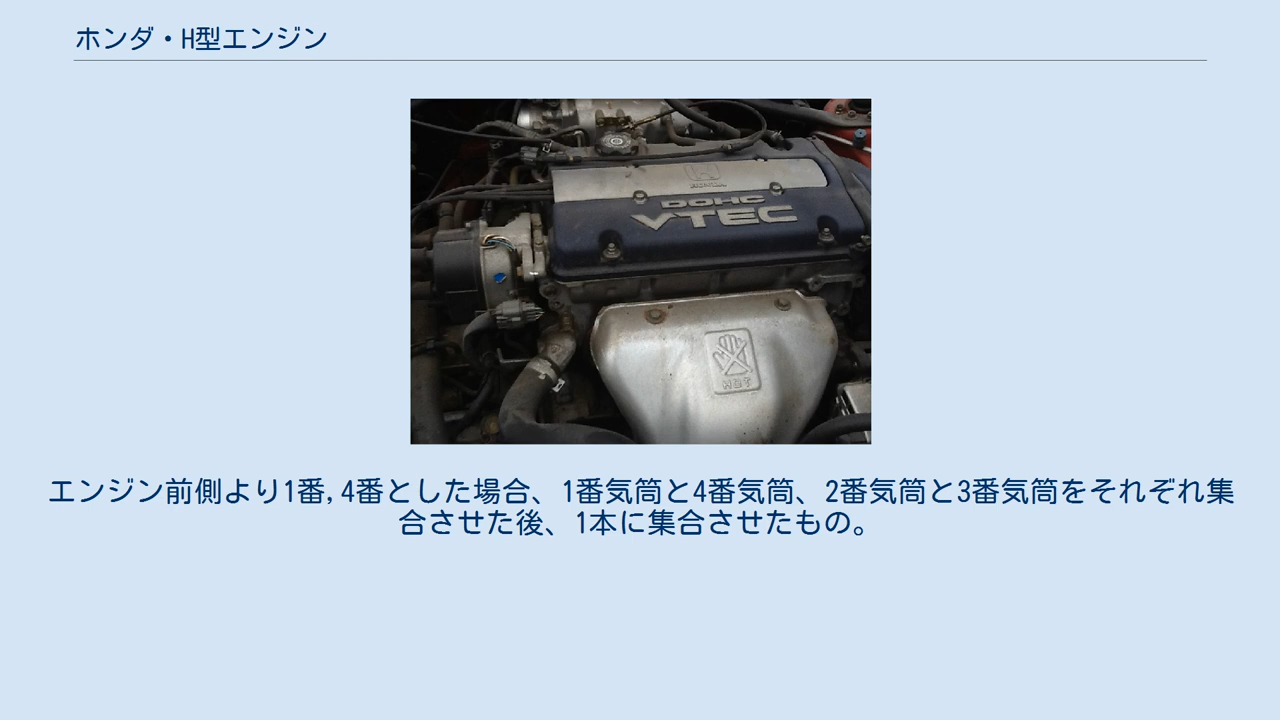 ホンダ・H型エンジン
HONDA
DOHC
VTEC
HOT
エンジン前側より1番,4番とした場合、1番気筒と4番気筒、2番気筒と3番気筒をそれぞれ集
合させた後、1本に集合させたもの。